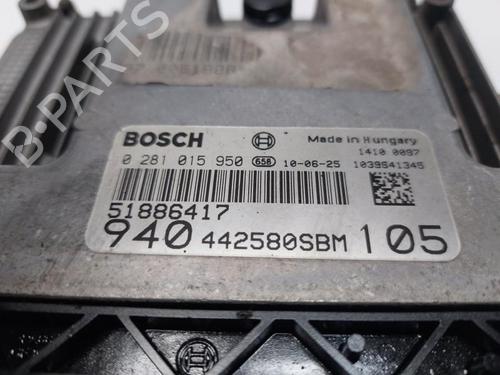 B-PARTS
BOSCH Made in Hungary
0 281 015 950 658 10-06-25 1410 0097
1039S41345
51886417
940 442580SBM 105